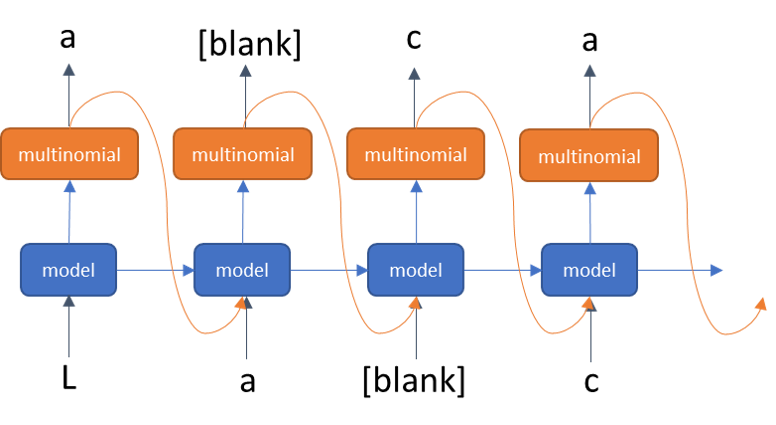 a [blank] c a
multinomial multinomial multinomial multinomial
model model model model
L a [blank] c